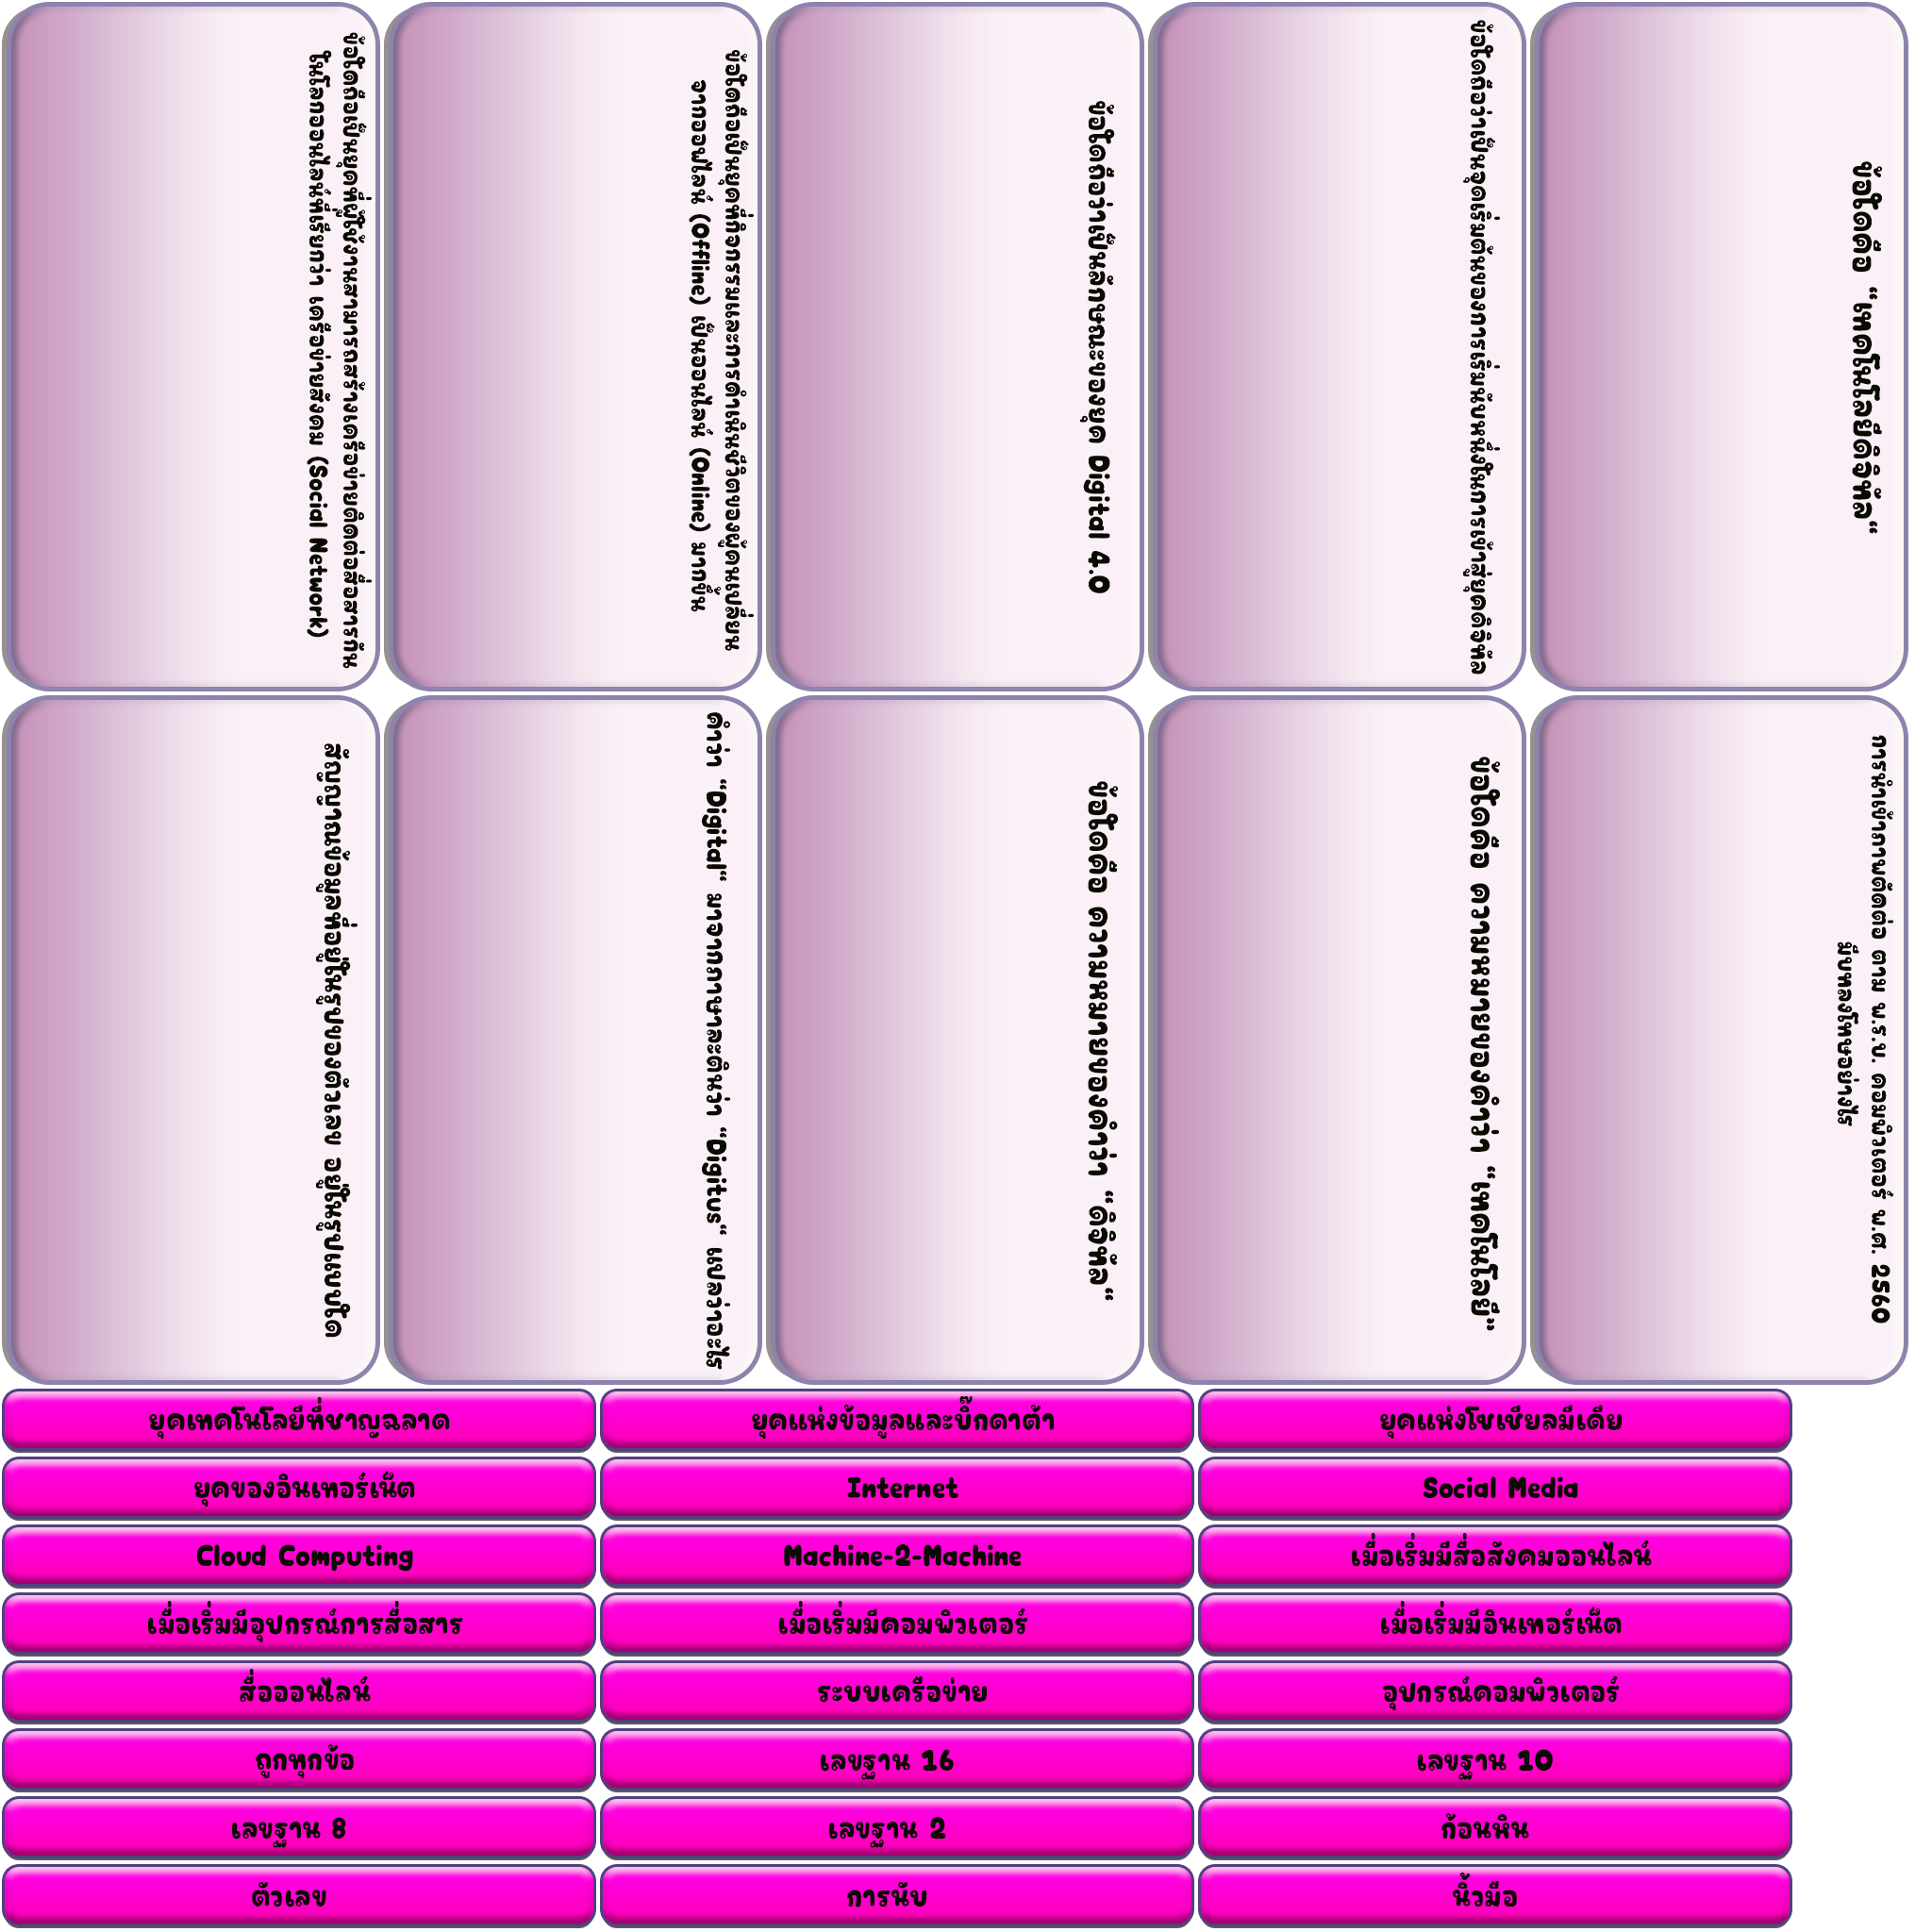 ข้อใดถือเป็นยุคที่ผู้ใช้งานสามารถสร้างเครือข่ายติดต่อสื่อสารกัน
ในโลกออนไลน์ที่เรียกว่า เครือข่ายสังคม (Social Network)
ข้อใดถือเป็นยุคที่กิจกรรมและการดำเนินชีวิตของผู้คนเปลี่ยน
จากออฟไลน์ (Offline) เป็นออนไลน์ (Online) มากขึ้น
ข้อใดถือว่าเป็นลักษณะของยุค Digital 4.0
ข้อใดถือว่าเป็นจุดเริ่มต้นของการเริ่มนับหนึ่งในการเข้าสู่ยุคดิจิทัล
ข้อใดคือ “เทคโนโลยีดิจิทัล“
สัญญาณข้อมูลที่อยู่ในรูปของตัวเลข อยู่ในรูปแบบใด
คำว่า “Digital“ มาจากภาษาละตินว่า “Digitus“ แปลว่าอะไร
ข้อใดคือ ความหมายของคำว่า “ดิจิทัล“
ข้อใดคือ ความหมายของคำว่า “เทคโนโลยี”
การนำเข้าภาพตัดต่อ ตาม พ.ร.บ. คอมพิวเตอร์ พ.ศ. 2560
มีบทลงโทษอย่างไร
ยุคเทคโนโลยีที่ชาญฉลาด
ยุคแห่งข้อมูลและบิ๊กดาต้า
ยุคแห่งโซเชียลมีเดีย
ยุคของอินเทอร์เน็ต
Internet
Social Media
Cloud Computing
Machine-2-Machine
เมื่อเริ่มมีสื่อสังคมออนไลน์
เมื่อเริ่มมีอุปกรณ์การสื่อสาร
เมื่อเริ่มมีคอมพิวเตอร์
เมื่อเริ่มมีอินเทอร์เน็ต
สื่อออนไลน์
ระบบเครือข่าย
อุปกรณ์คอมพิวเตอร์
ถูกทุกข้อ
เลขฐาน 16
เลขฐาน 10
เลขฐาน 8
เลขฐาน 2
ก้อนหิน
ตัวเลข
การนับ
นิ้วมือ